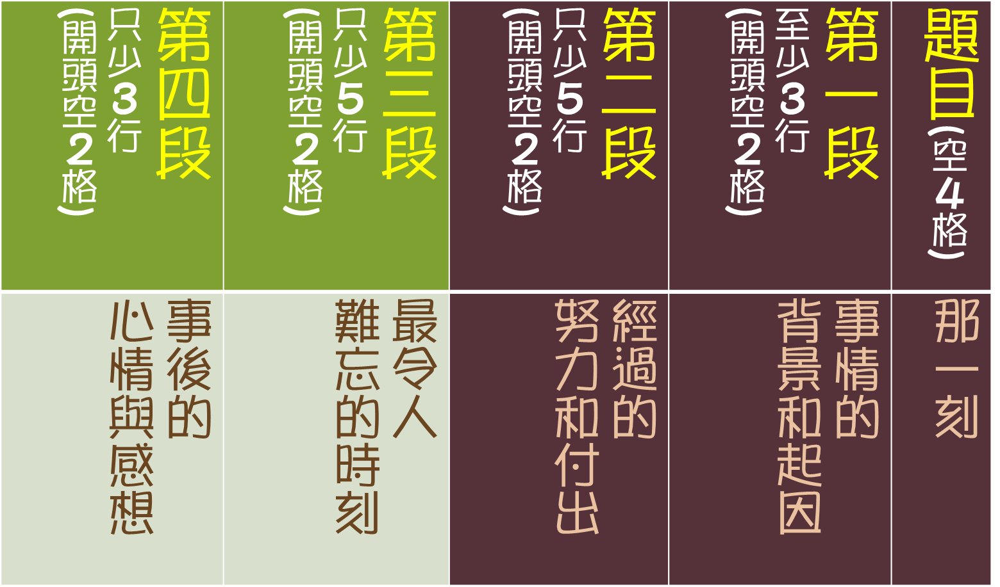 題目(空4格)
第一段
至少3行
(開頭空2格)
第二段
只少5行
(開頭空2格)
第三段
只少5行
(開頭空2格)
第四段
只少3行
(開頭空2格)
那一刻
事情的
背景和起因
經過的
努力和付出
最令人
難忘的時刻
事後的
心情與感想